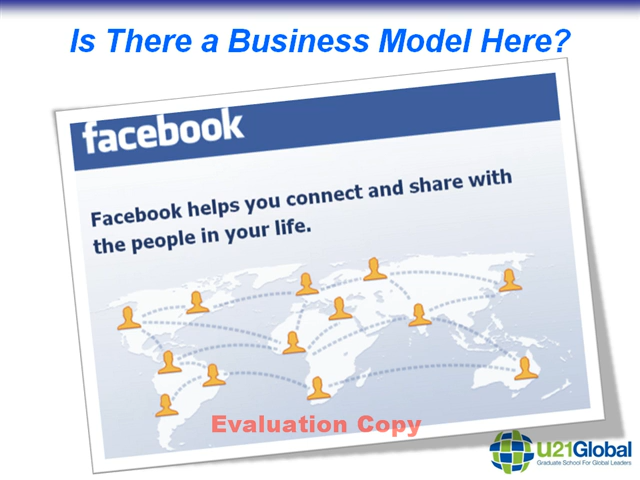 Is There a Business Model Here?
facebook
Facebook helps you connect and share with
the people in your life.
Evaluation Copy
U21Global
Graduate School For Global Leaders